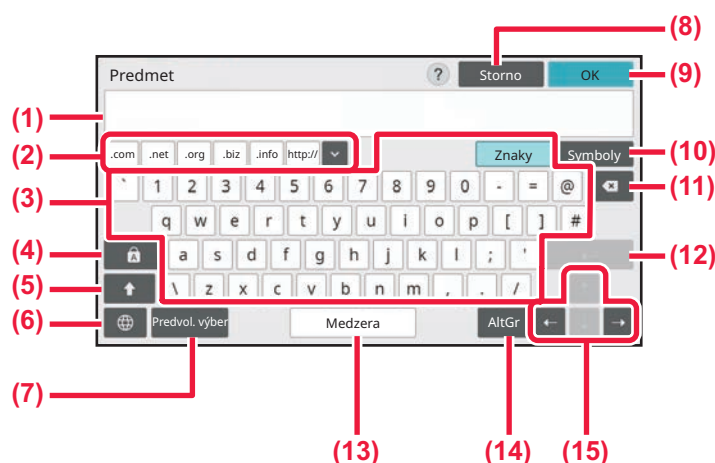 (8)
Predmet ? Storno OK (9)
(1)
(2) .com .net .org .biz .info http:// Znaky Symboly (10)
(3) ` 1 2 3 4 5 6 7 8 9 0 - = @ (11)
q w e r t y u i o p [ ] #
(4) A a s d f g h j k l ; ' (12)
(5) \ z x c v b n m , . /
(6) Predvol. výber Medzera AltGr ← →
(7)
(13) (14) (15)